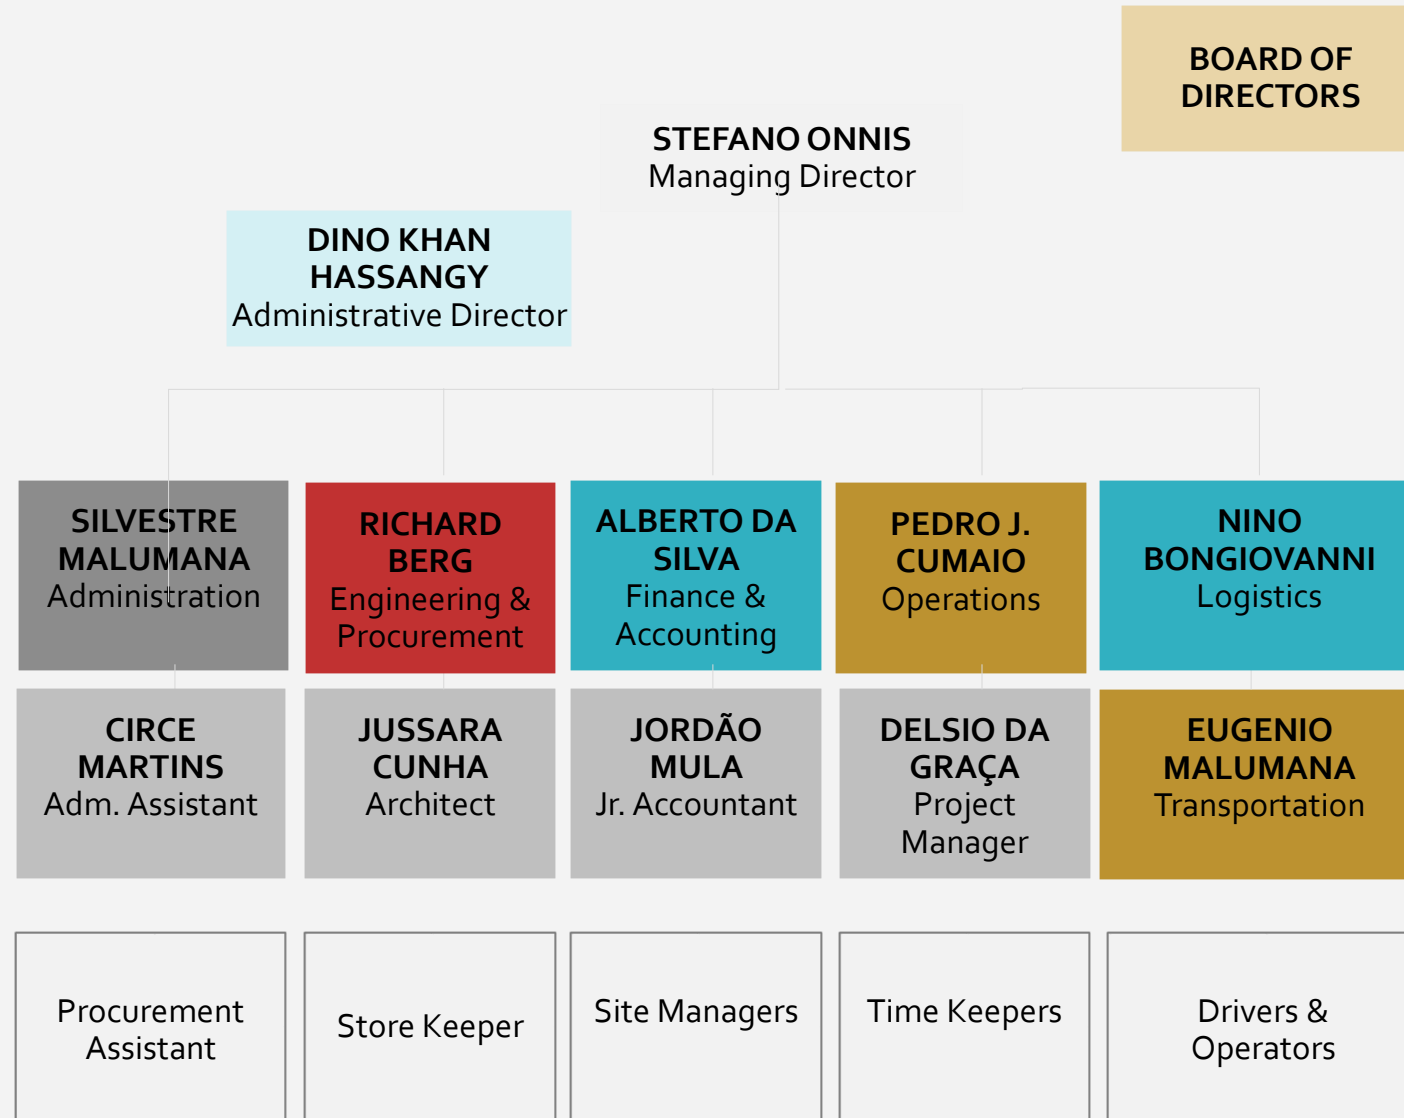 BOARD OF
DIRECTORS
STEFANO ONNIS
Managing Director
DINO KHAN
HASSANGY
Administrative Director
SILVESTRE
MALUMANA
Administration
RICHARD
BERG
Engineering &
Procurement
ALBERTO DA
SILVA
Finance &
Accounting
PEDRO J.
CUMAIO
Operations
NINO
BONGIOVANNI
Logistics
CIRCE
MARTINS
Adm. Assistant
JUSSARA
CUNHA
Architect
JORDÃO
MULA
Jr. Accountant
DELSIO DA
GRAÇA
Project
Manager
EUGENIO
MALUMANA
Transportation
Procurement
Assistant
Store Keeper
Site Managers
Time Keepers
Drivers &
Operators